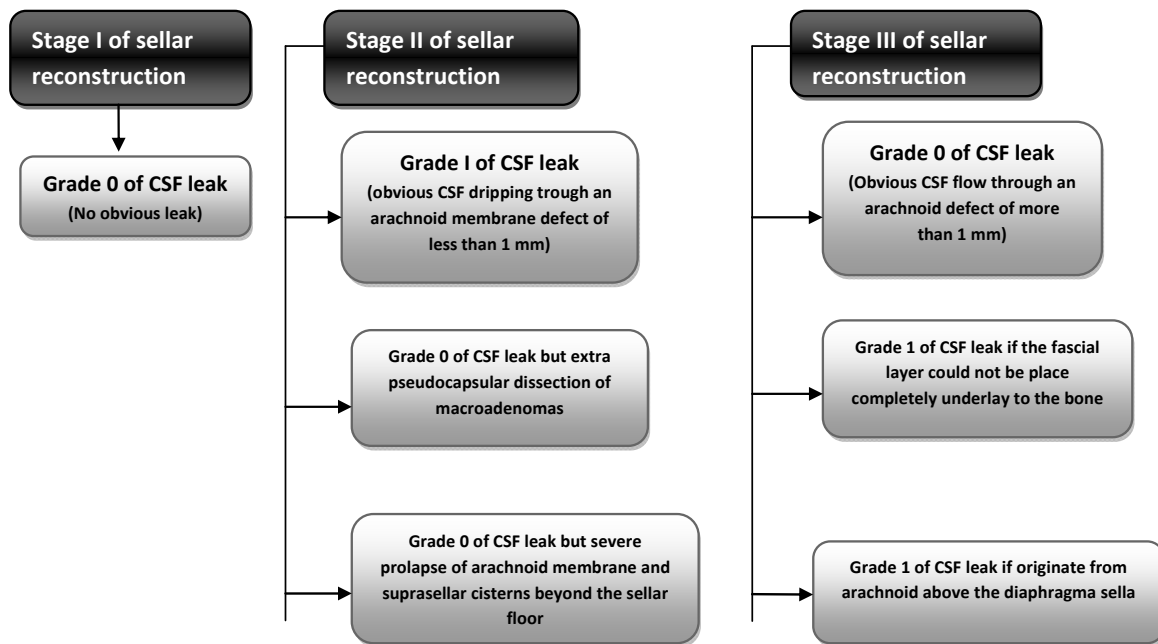 Stage I of sellar
reconstruction
Grade 0 of CSF leak
(No obvious leak)
Stage II of sellar
reconstruction
Grade I of CSF leak
(obvious CSF dripping trough an
arachnoid membrane defect of
less than 1 mm)
Grade 0 of CSF leak but extra
pseudocapsular dissection of
macroadenomas
Grade 0 of CSF leak but severe
prolapse of arachnoid membrane and
suprasellar cisterns beyond the sellar
floor
Stage III of sellar
reconstruction
Grade 0 of CSF leak
(Obvious CSF flow through an
arachnoid defect of more
than 1 mm)
Grade 1 of CSF leak if the fascial
layer could not be place
completely underlay to the bone
Grade 1 of CSF leak if originate from
arachnoid above the diaphragma sella